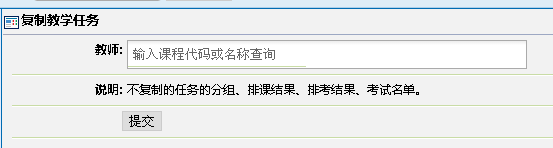 复制教学任务
教师: 输入课程代码或名称查询
说明: 不复制的任务的分组、排课结果、排考结果、考试名单。
提交